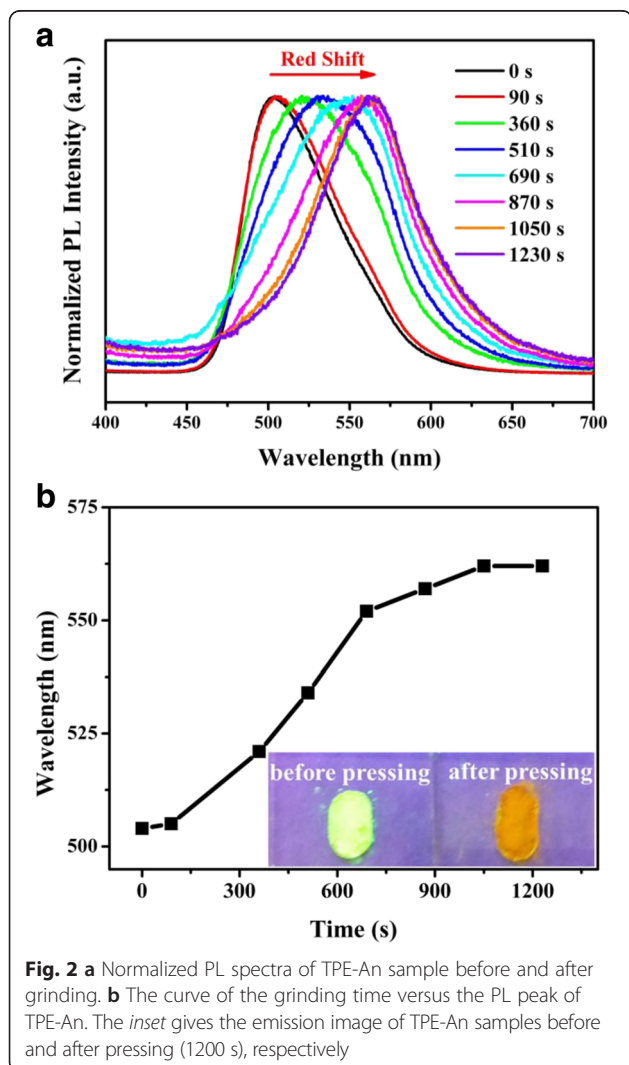 a
Red Shift
0 s
90 s
360 s
510 s
690 s
870 s
1050 s
1230 s
Normalized PL Intensity (a.u.)
400 450 500 550 600 650 700
Wavelength (nm)
b
575
550
525
500
Wavelength (nm)
before pressing after pressing
0 300 600 900 1200
Time (s)
Fig. 2 a Normalized PL spectra of TPE-An sample before and after
grinding. b The curve of the grinding time versus the PL peak of
TPE-An. The inset gives the emission image of TPE-An samples before
and after pressing (1200 s), respectively